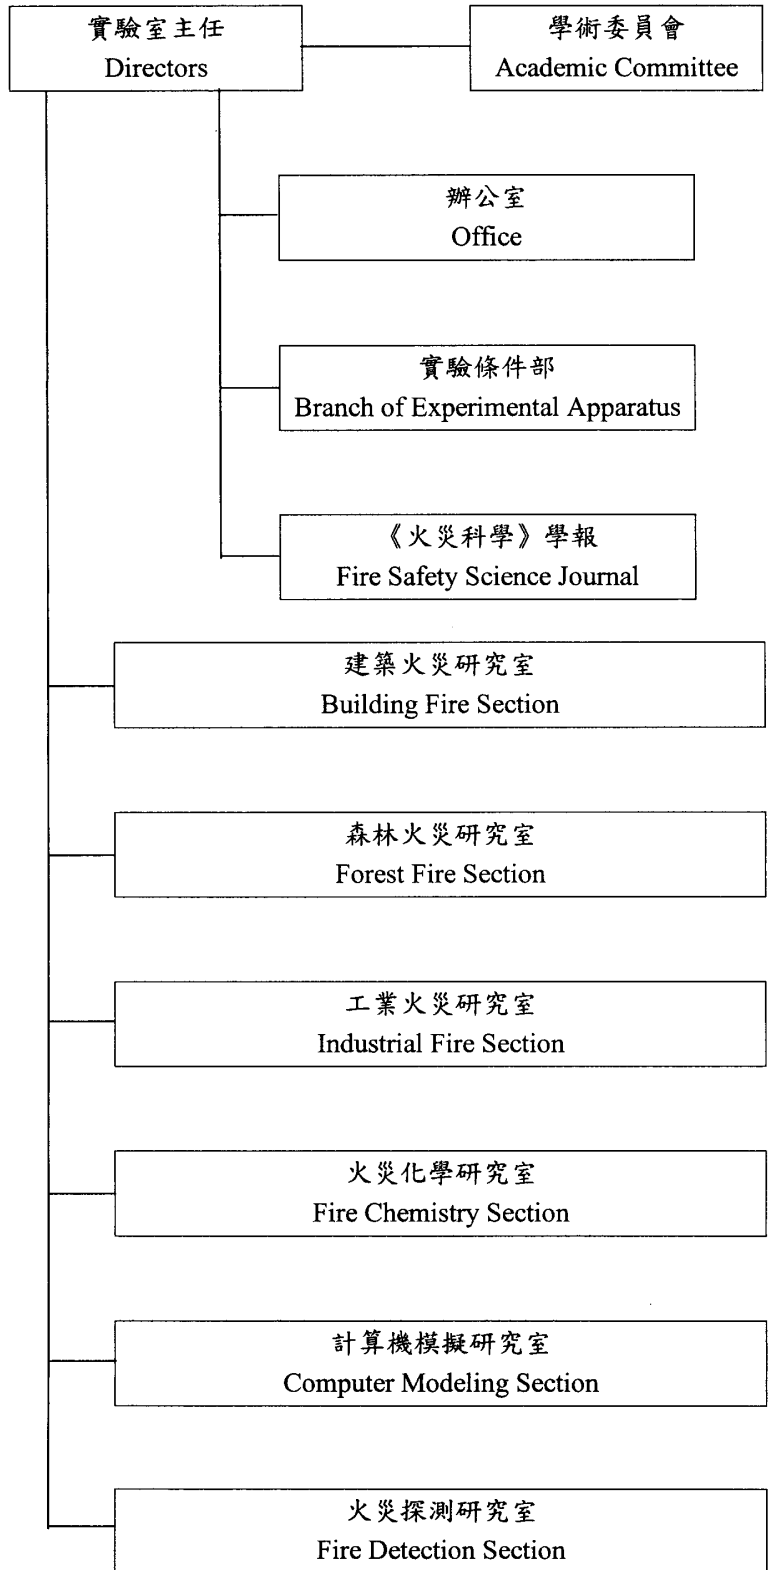 實驗室主任
Directors
學術委員會
Academic Committee
辦公室
Office
實驗條件部
Branch of Experimental Apparatus
《火災科學》學報
Fire Safety Science Journal
建築火災研究室
Building Fire Section
森林火災研究室
Forest Fire Section
工業火災研究室
Industrial Fire Section
火災化學研究室
Fire Chemistry Section
計算機模擬研究室
Computer Modeling Section
火災探測研究室
Fire Detection Section